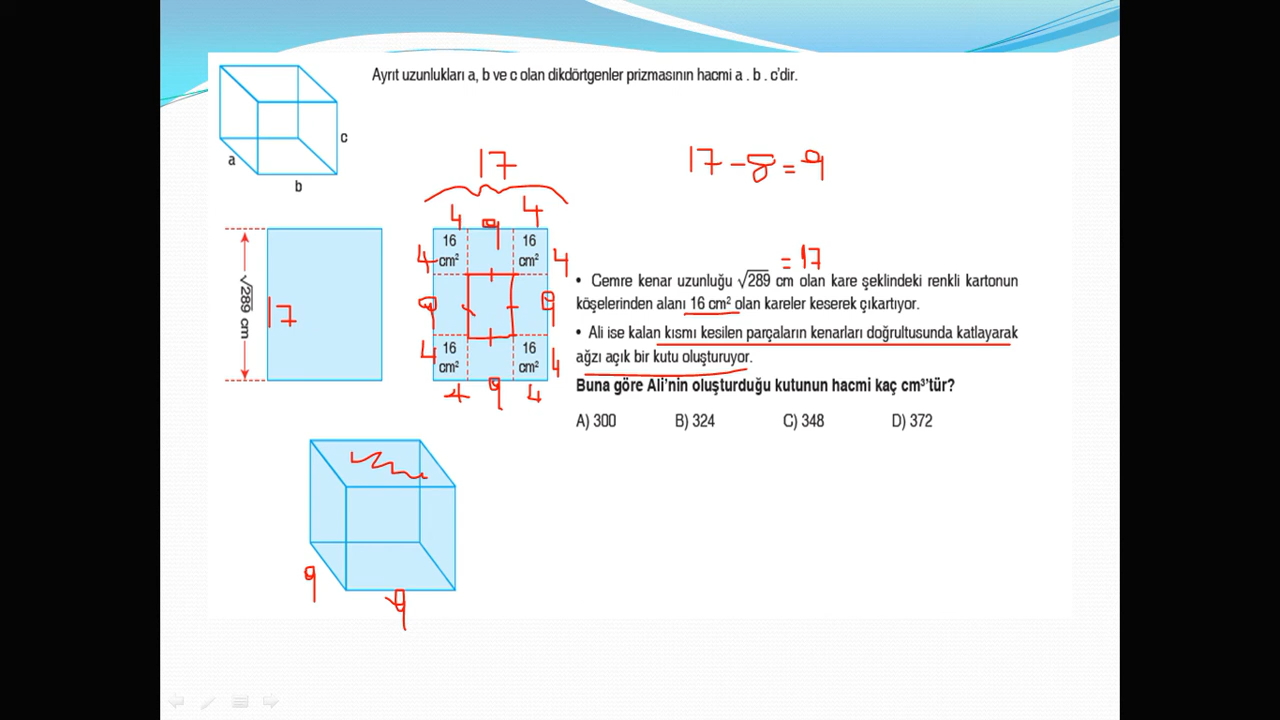 Ayrıt uzunlukları a, b ve c olan dikdörtgenler prizmasının hacmi a . b . c'dir.
c
a
b
17
17 - 8 = 9
4 9 4
4 16 cm² 16 cm² 4
= 17
√289 cm
17
9 9
• Cemre kenar uzunluğu √289 cm olan kare şeklindeki renkli kartonun
köşelerinden alanı 16 cm² olan kareler keserek çıkartıyor.
• Ali ise kalan kısmı kesilen parçaların kenarları doğrultusunda katlayarak
ağzı açık bir kutu oluşturuyor.
4 16 cm² 16 cm² 4
4 9 4
Buna göre Ali'nin oluşturduğu kutunun hacmi kaç cm³'tür?
A) 300 B) 324 C) 348 D) 372
9
9